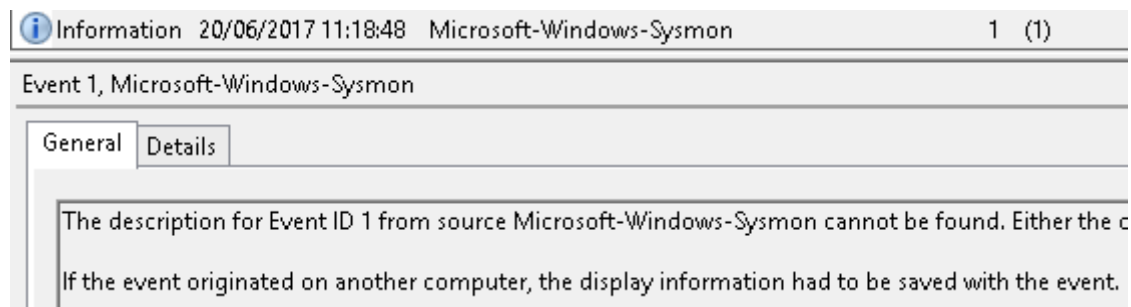 Information 20/06/2017 11:18:48 Microsoft-Windows-Sysmon 1 (1)
Event 1, Microsoft-Windows-Sysmon
General Details
The description for Event ID 1 from source Microsoft-Windows-Sysmon cannot be found. Either the
If the event originated on another computer, the display information had to be saved with the event.